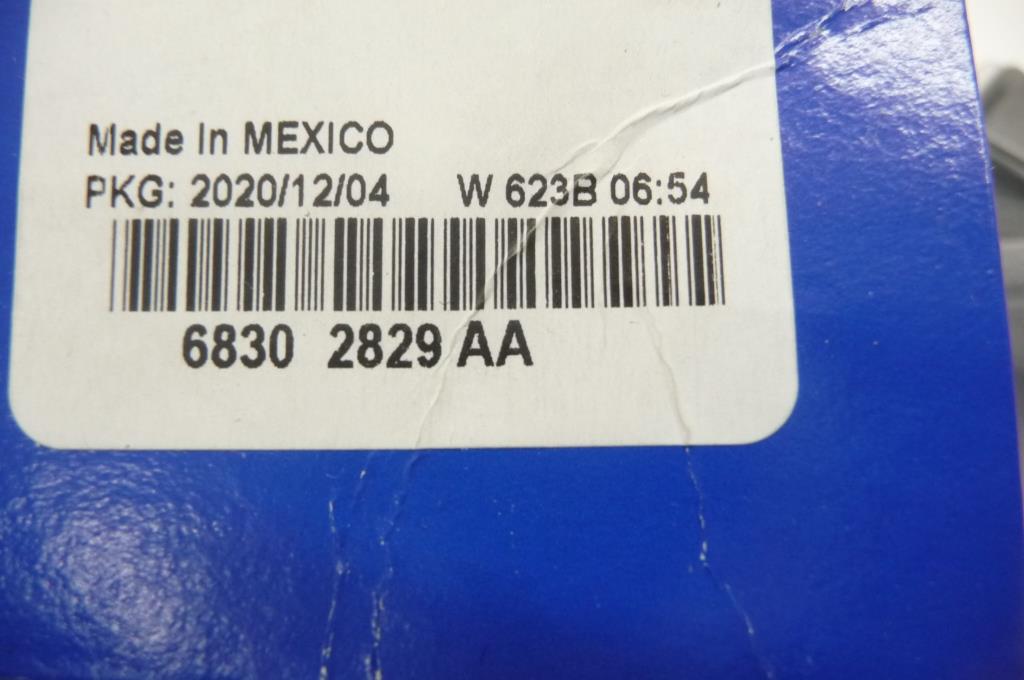 Made In MEXICO
PKG: 2020/12/04 W 623B 06:54
6830 2829 AA